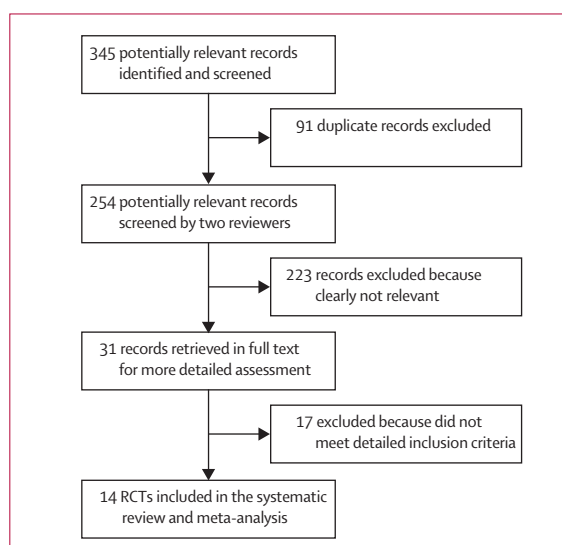 345 potentially relevant records
identified and screened
91 duplicate records excluded
254 potentially relevant records
screened by two reviewers
223 records excluded because
clearly not relevant
31 records retrieved in full text
for more detailed assessment
17 excluded because did not
meet detailed inclusion criteria
14 RCTs included in the systematic
review and meta-analysis